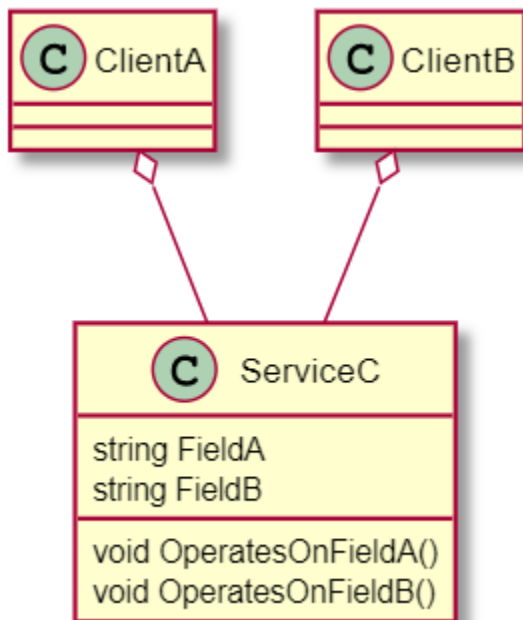 C ClientA
C ClientB
C ServiceC
string FieldA
string FieldB
void OperatesOnFieldA()
void OperatesOnFieldB()